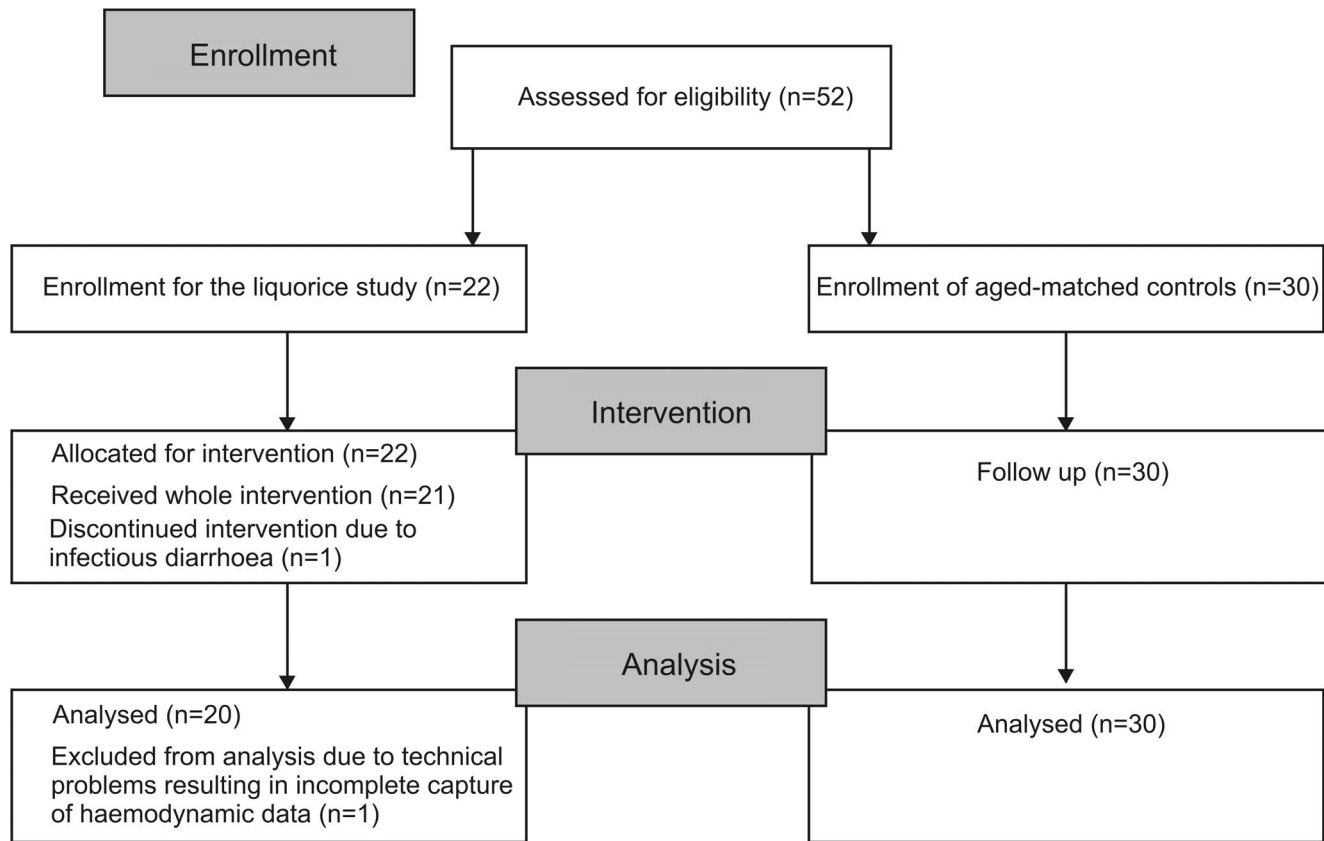 Enrollment
Assessed for eligibility (n=52)
Enrollment for the liquorice study (n=22)
Enrollment of aged-matched controls (n=30)
Intervention
Allocated for intervention (n=22)
Received whole intervention (n=21)
Discontinued intervention due to
infectious diarrhoea (n=1)
Follow up (n=30)
Analysis
Analysed (n=20)
Excluded from analysis due to technical
problems resulting in incomplete capture
of haemodynamic data (n=1)
Analysed (n=30)